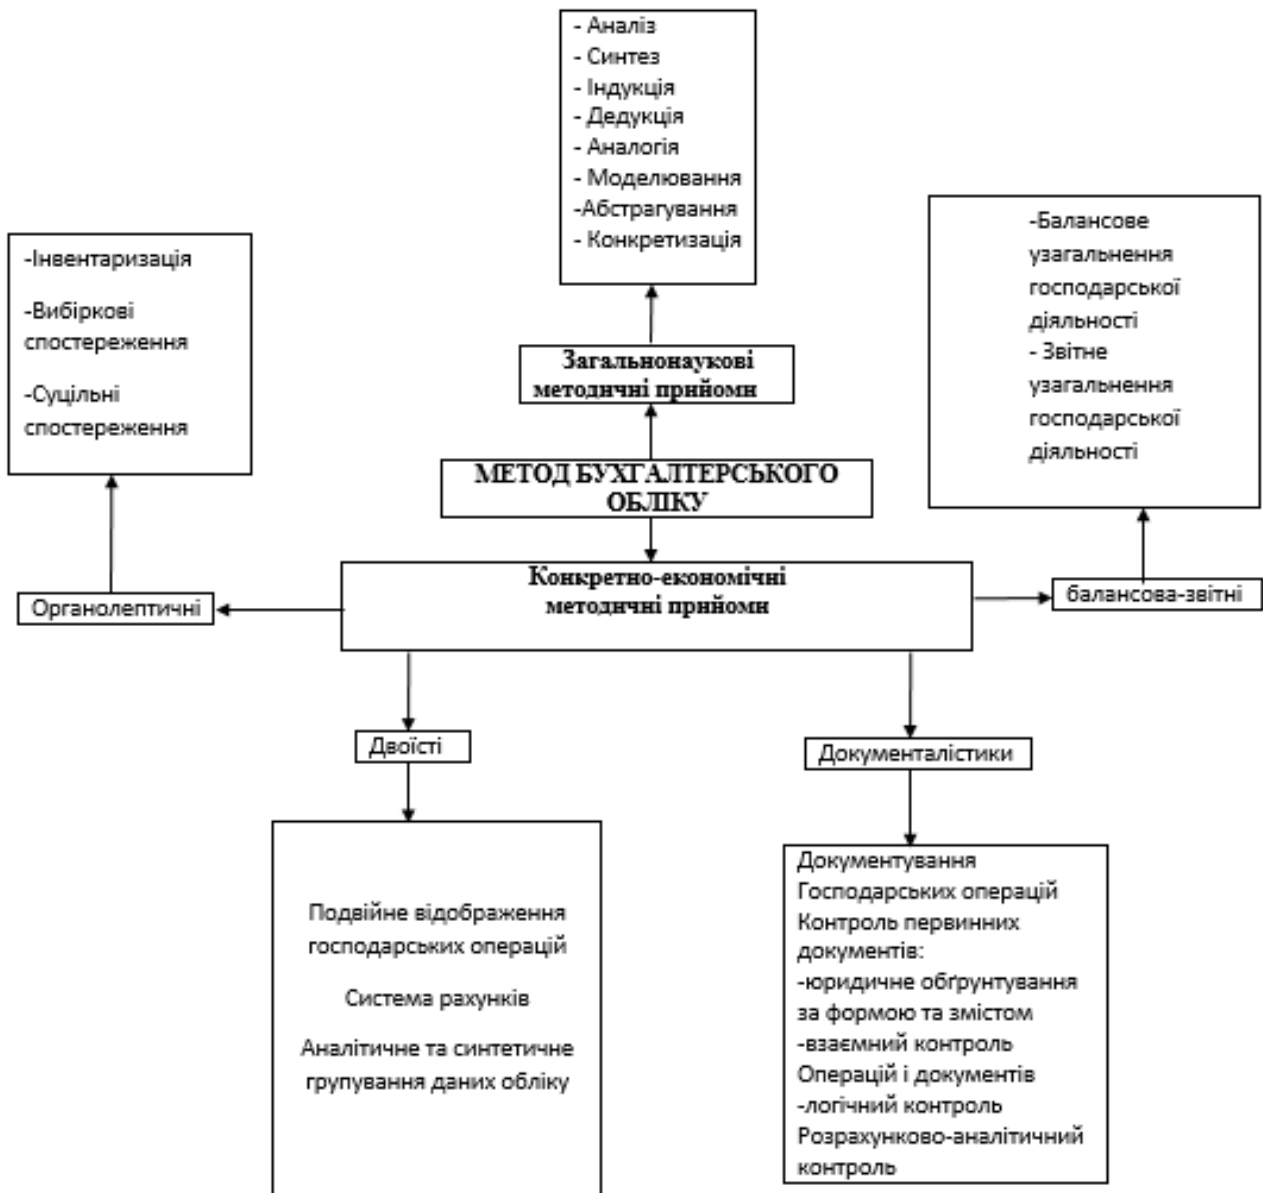 - Аналіз
- Синтез
- Індукція
- Дедукція
- Аналогія
- Моделювання
-Абстрагування
- Конкретизація
-Інвентаризація
-Вибіркові
спостереження
-Суцільні
спостереження
-Балансове
узагальнення
господарської
діяльності
- Звітне
узагальнення
господарської
діяльності
Загальнонаукові
методичні прийоми
МЕТОД БУХГАЛТЕРСЬКОГО
ОБЛІКУ
Конкретно-економічні
методичні прийоми
Органолептичні
балансова-звітні
Двоїсті
Документалістики
Подвійне відображення
господарських операцій
Система рахунків
Аналітичне та синтетичне
групування даних обліку
Документування
Господарських операцій
Контроль первинних
документів:
-юридичне обґрунтування
за формою та змістом
-взаємний контроль
Операцій і документів
-логічний контроль
Розрахунково-аналітичний
контроль